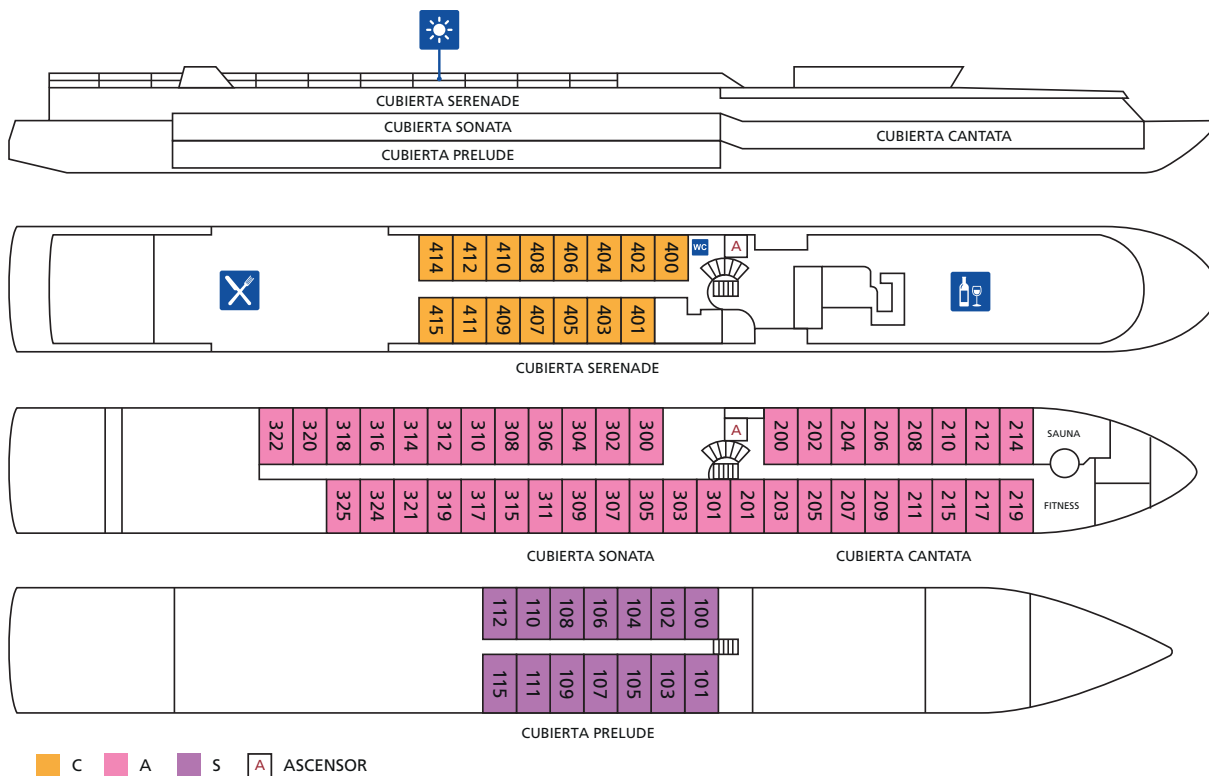 CUBIERTA SERENADE
CUBIERTA SONATA
CUBIERTA CANTATA
CUBIERTA PRELUDE
414 412 410 408 406 404 402 400 WC A
415 411 409 407 405 403 401
CUBIERTA SERENADE
322 320 318 316 314 312 310 308 306 304 302 300 A 200 202 204 206 208 210 212 214 SAUNA
325 324 321 319 317 315 311 309 307 305 303 301 201 203 205 207 209 211 215 217 219 FITNESS
CUBIERTA SONATA CUBIERTA CANTATA
112 110 108 106 104 102 100
115 111 109 107 105 103 101
CUBIERTA PRELUDE
C A S A ASCENSOR